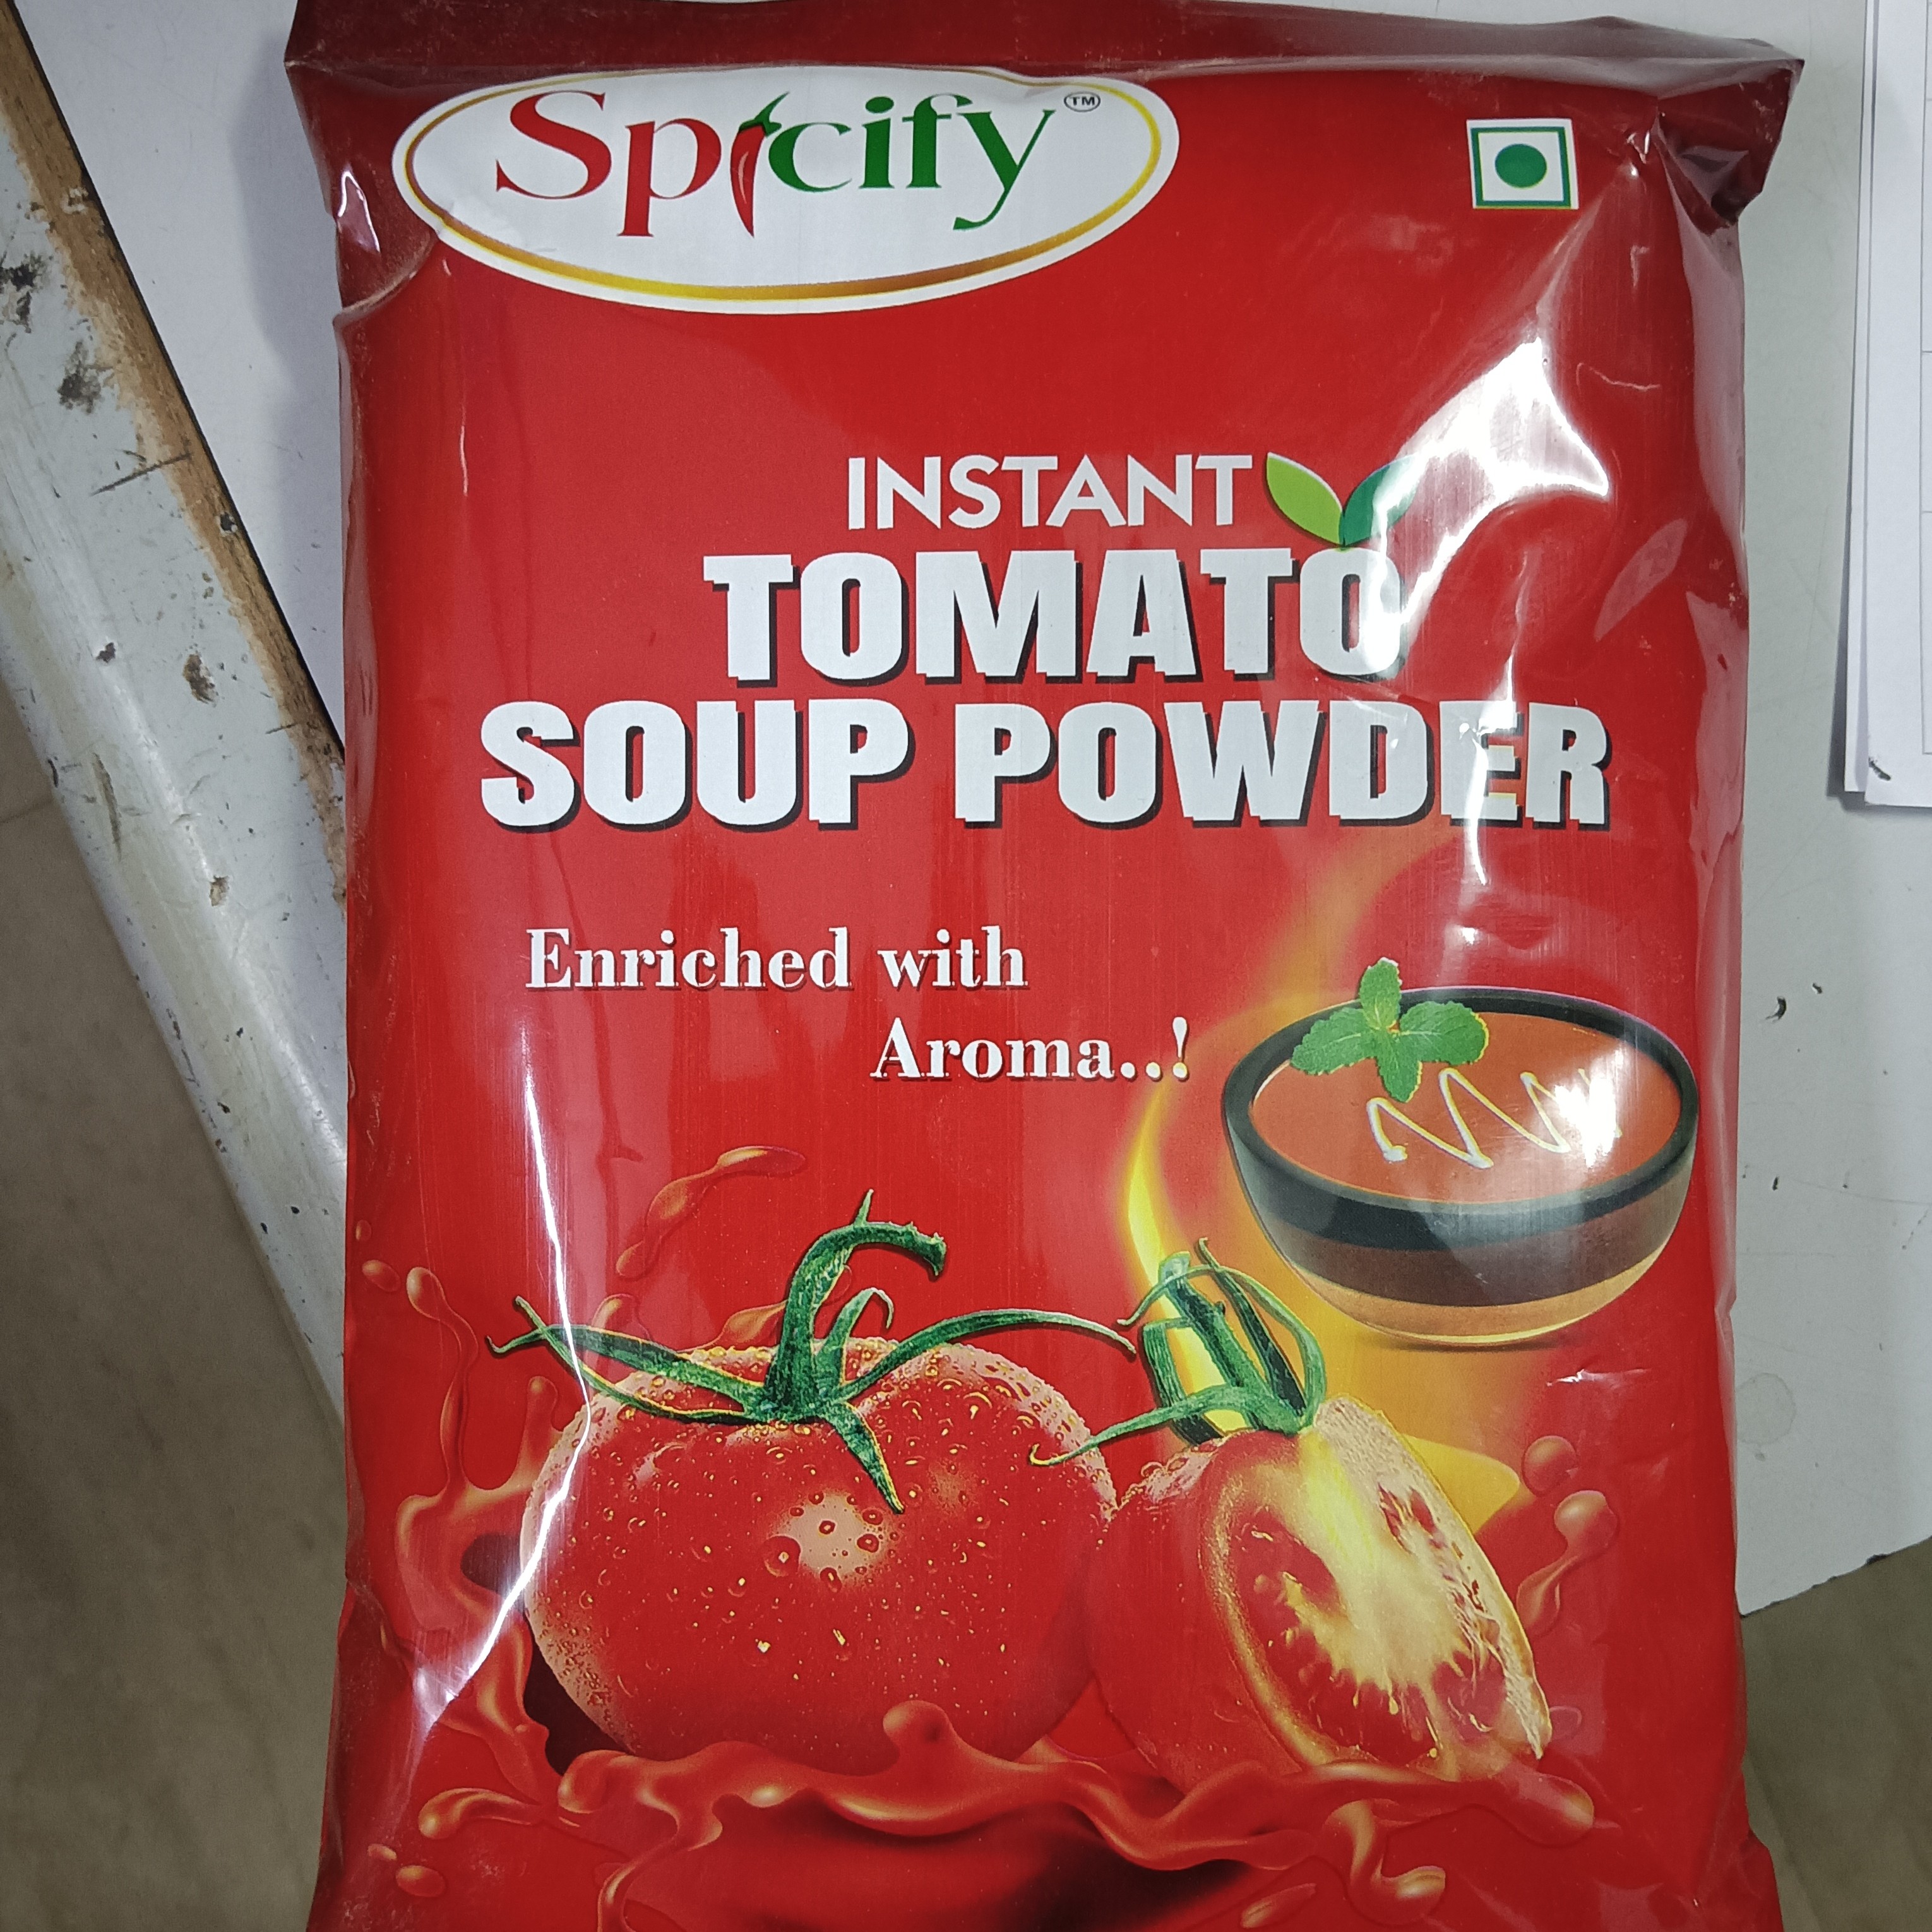 Spicify™
INSTANT
TOMATO
SOUP POWDER
Enriched with
Aroma..!